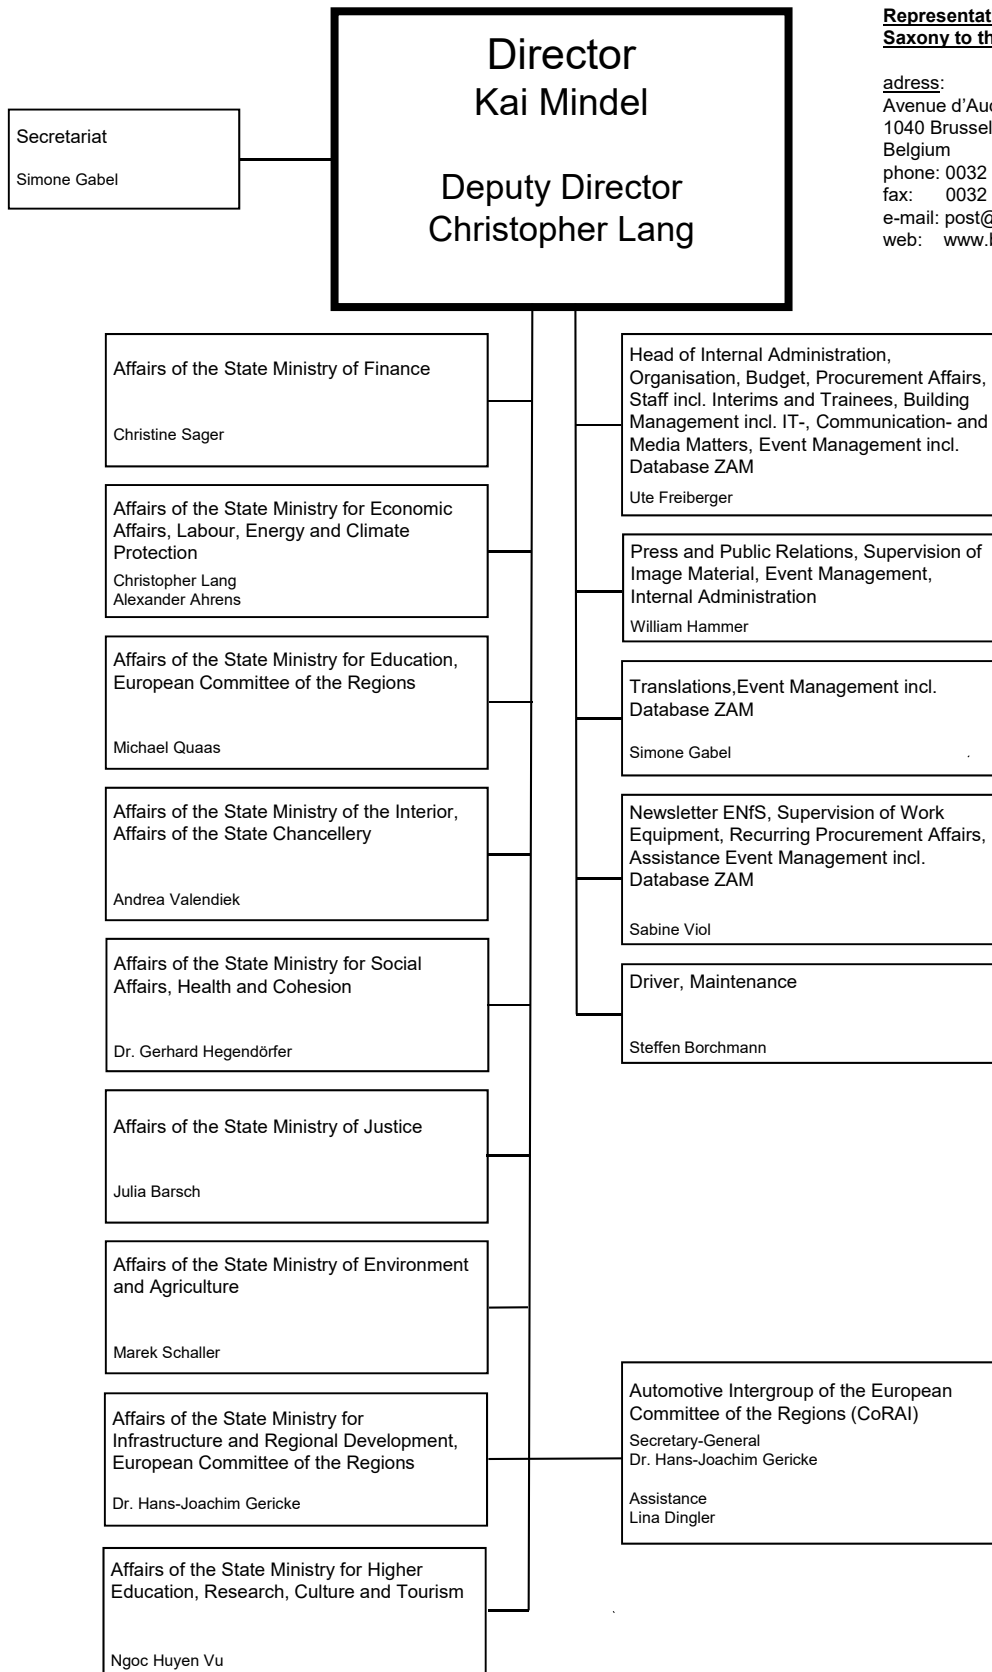 Director
Kai Mindel
Deputy Director
Christopher Lang
Secretariat
Simone Gabel
Saxony to
adress:
Avenue
1040
Belgium
phone: 0032
fax: 0032
e-mail:
web:
Affairs of the State Ministry of Finance
Christine Sager
Affairs of the State Ministry for Economic
Affairs, Labour, Energy and Climate
Protection
Christopher Lang
Alexander Ahrens
Affairs of the State Ministry for Education,
European Committee of the Regions
Michael Quaas
Affairs of the State Ministry of the Interior,
Affairs of the State Chancellery
Andrea Valendiek
Affairs of the State Ministry for Social
Affairs, Health and Cohesion
Dr. Gerhard Hegendörfer
Affairs of the State Ministry of Justice
Julia Barsch
Affairs of the State Ministry of Environment
and Agriculture
Marek Schaller
Affairs of the State Ministry for
Infrastructure and Regional Development,
European Committee of the Regions
Dr. Hans-Joachim Gericke
Affairs of the State Ministry for Higher
Education, Research, Culture and Tourism
Ngoc Huyen Vu
Head of Internal Administration,
Organisation, Budget, Procurement Affairs,
Staff incl. Interims and Trainees, Building
Management incl. IT-, Communication- and
Media Matters, Event Management incl.
Database ZAM
Ute Freiberger
Press and Public Relations, Supervision of
Image Material, Event Management,
Internal Administration
William Hammer
Translations,Event Management incl.
Database ZAM
Simone Gabel
Newsletter ENfS, Supervision of Work
Equipment, Recurring Procurement Affairs,
Assistance Event Management incl.
Database ZAM
Sabine Viol
Driver, Maintenance
Steffen Borchmann
Automotive Intergroup of the European
Committee of the Regions (CoRAI)
Secretary-General
Dr. Hans-Joachim Gericke
Assistance
Lina Dingler